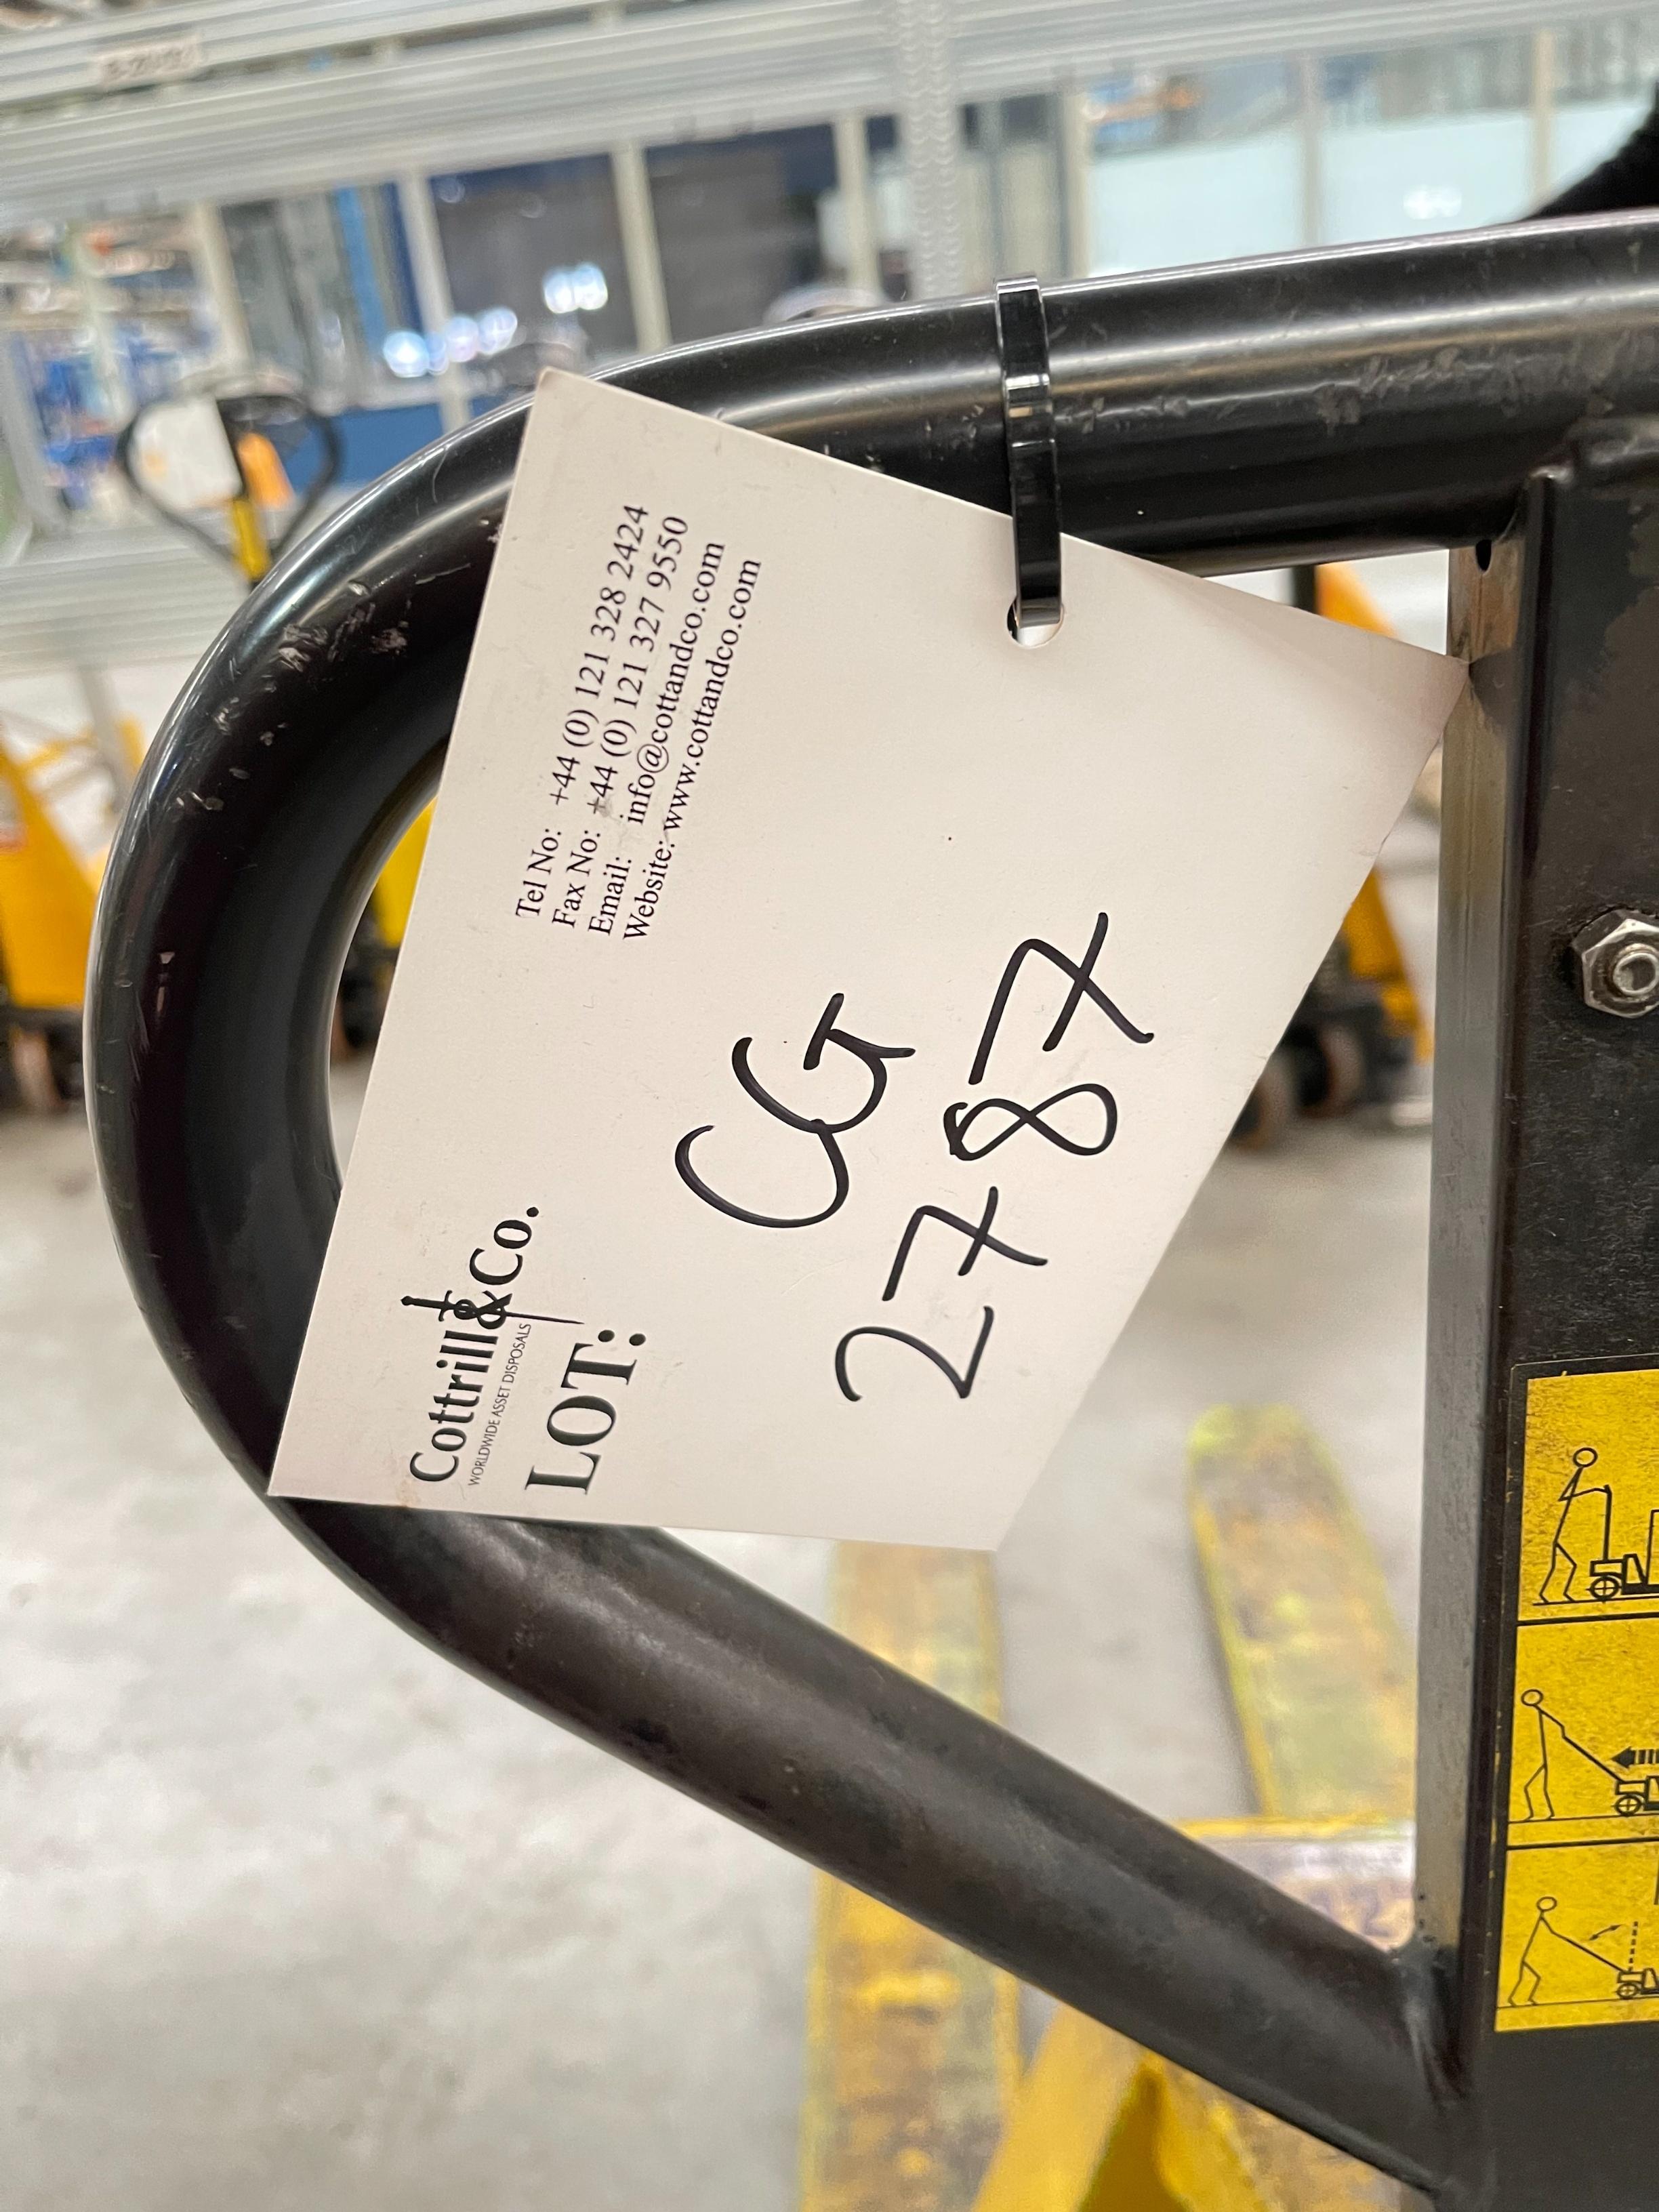 Cottrill&Co.
WORLDWIDE ASSET DISPOSALS
LOT:
Tel No: +44 (0) 121 328 2424
Fax No: +44 (0) 121 327 9550
Email: info@cottandco.com
Website: www.cottandco.com
CG
2787